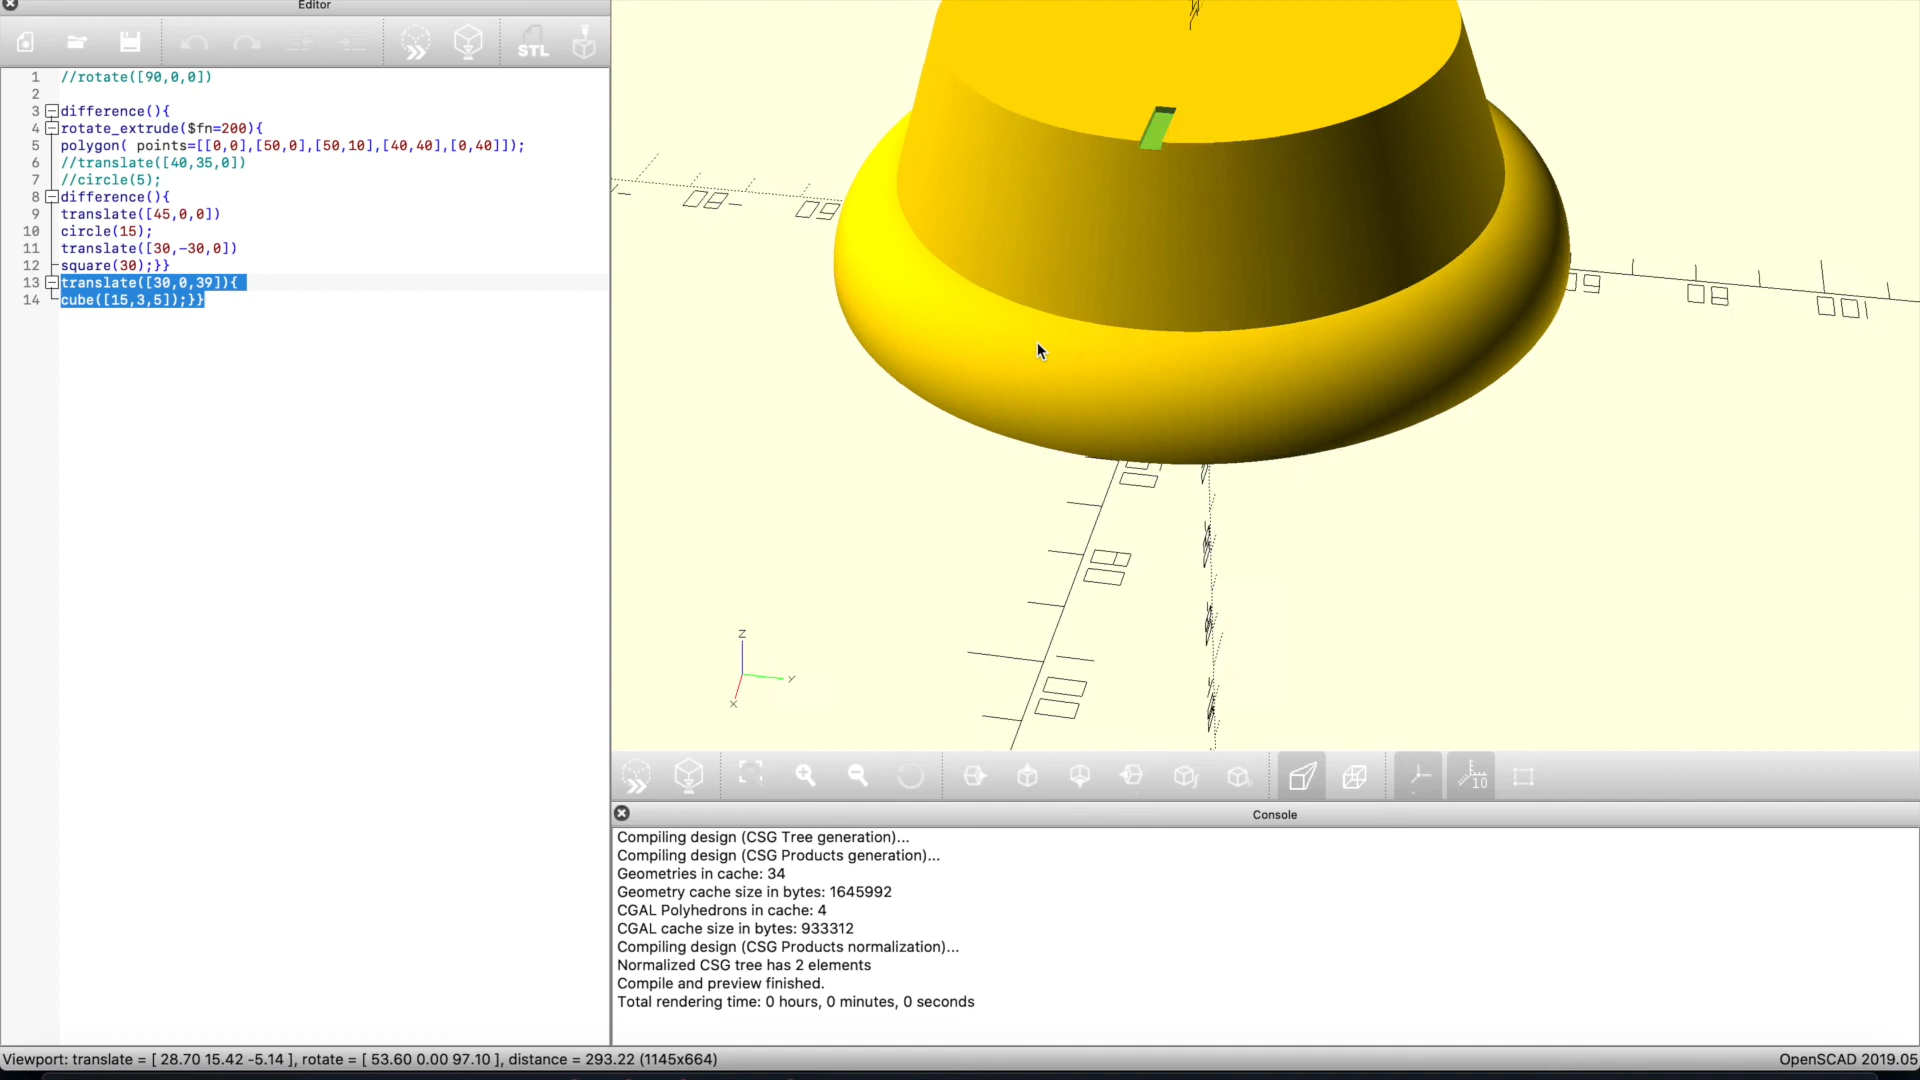 Editor
STL
1 //rotate([90,0,0])
2
3 difference(){
4 rotate_extrude($fn=200){
5 polygon( points=[[0,0],[50,0],[50,10],[40,40],[0,40]]);
6 //translate([40,35,0])
7 //circle(5);
8 difference(){
9 translate([45,0,0])
10 circle(15);
11 translate([30,-30,0])
12 square(30);}}
13 translate([30,0,39]){
14 cube([15,3,5]);}}
Z
Y
X
10
Console
Compiling design (CSG Tree generation)...
Compiling design (CSG Products generation)...
Geometries in cache: 34
Geometry cache size in bytes: 1645992
CGAL Polyhedrons in cache: 4
CGAL cache size in bytes: 933312
Compiling design (CSG Products normalization)...
Normalized CSG tree has 2 elements
Compile and preview finished.
Total rendering time: 0 hours, 0 minutes, 0 seconds
Viewport: translate = [ 28.70 15.42 -5.14 ], rotate = [ 53.60 0.00 97.10 ], distance = 293.22 (1145x664)
OpenSCAD 2019.05